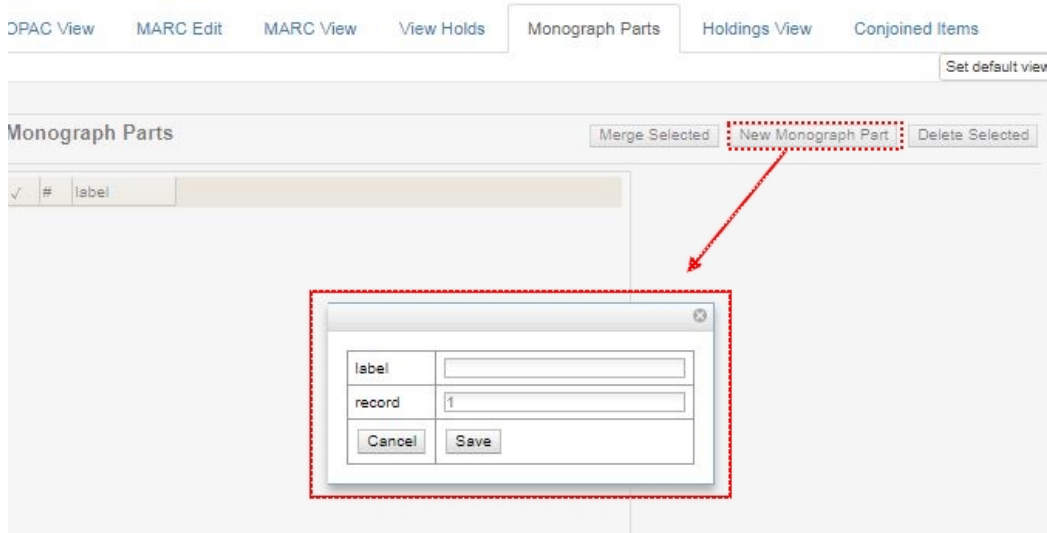 OPAC View MARC Edit MARC View View Holds Monograph Parts Holdings View Conjoined Items
Set default view
Monograph Parts Merge Selected New Monograph Part Delete Selected
√ # label
label
record 1
Cancel Save